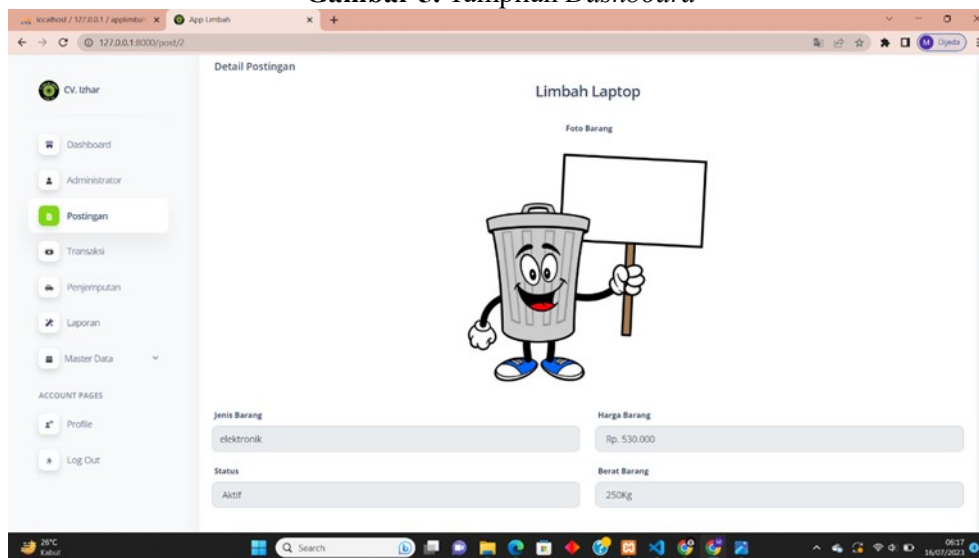 Gambar 3. Tampilan Dashboard
localhost / 127.0.0.1 / applimbah
App Limbah
127.0.0.1:8000/post/2
Ojeda
CV. Izhar
Dashboard
Administrator
Postingan
Transaksi
Penjemputan
Laporan
Master Data
ACCOUNT PAGES
Profile
Log Out
Detail Postingan
Limbah Laptop
Foto Barang
Jenis Barang
elektronik
Harga Barang
Rp. 530.000
Status
Aktif
Berat Barang
250Kg
26°C
Kabut
Search
06:17
16/07/2023